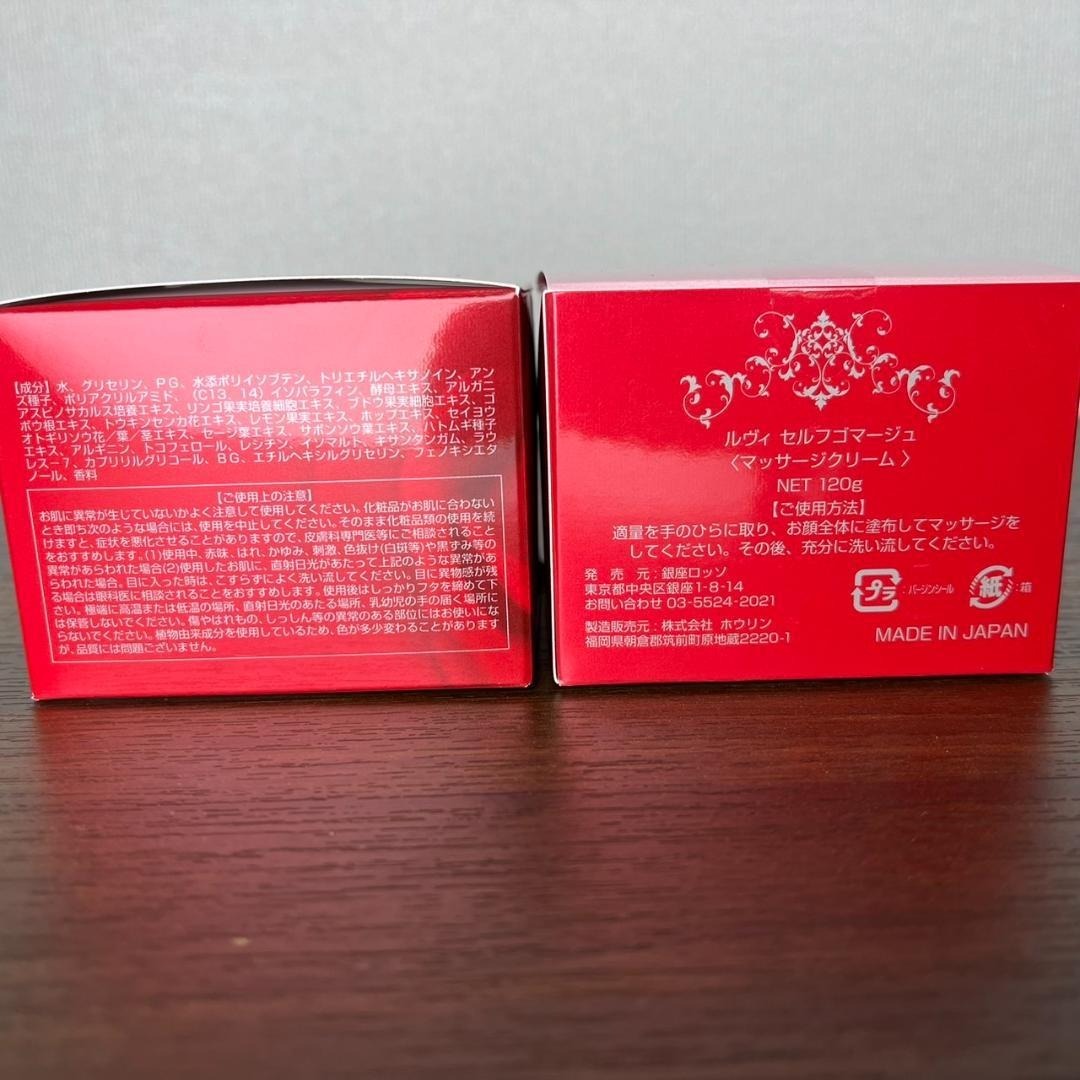 【成分】水、グリセリン、PG、水添ポリイソブテン、トリエチルヘキサノイン、アン
ズ種子、ポリアクリルアミド、(C13、14)イソパラフィン、酵母エキス、アルガニ
アスピノサカルス培養エキス、リンゴ果実培養細胞エキス、ブドウ果実細胞エキス、ゴ
ボウ根エキス、トウキンセンカ花エキス、レモン果実エキス、ホップエキス、セイヨウ
オトギリソウ花/葉/茎エキス、セージ葉エキス、サボンソウ葉エキス、ハトムギ種子
エキス、アルギニン、トコフェロール、レシチン、イソマルト、キサンタンガム、ラウ
レス-7、カプリリルグリコール、BG、エチルヘキシルグリセリン、フェノキシエタ
ノール、香料
【ご使用上の注意】
お肌に異常が生じていないかよく注意して使用してください。化粧品がお肌に合わない
とき即ち次のような場合には、使用を中止してください。そのまま化粧品類の使用を続
けますと、症状を悪化させることがありますので、皮膚科専門医等にご相談されること
をおすすめします。(1)使用中、赤味、はれ、かゆみ、刺激、色抜け(白斑等)や黒ずみ等の
異常があらわれた場合(2)使用したお肌に、直射日光があたって上記のような異常があ
らわれた場合。目に入った時は、こすらずによく洗い流してください。目に異物感が残
る場合は眼科医に相談されることをおすすめします。使用後はしっかりフタを締めて下
さい。極端に高温または低温の場所、直射日光のあたる場所、乳幼児の手の届く場所に
は保管しないでください。傷やはれもの、しっしん等の異常のある部位にはお使いにな
らないでください。植物由来成分を使用しているため、色が多少変わることがあります
が、品質には問題ございません。
ルヴィ セルフゴマージュ
〈マッサージクリーム〉
NET 120g
【ご使用方法】
適量を手のひらに取り、お顔全体に塗布してマッサージを
してください。その後、充分に洗い流してください。
発 売 元:銀座ロッソ
東京都中央区銀座1-8-14
お問い合わせ 03-5524-2021
製造販売元:株式会社 ホウリン
福岡県朝倉郡筑前町原地蔵2220-1
プラ :バージンシール
紙 :箱
MADE IN JAPAN